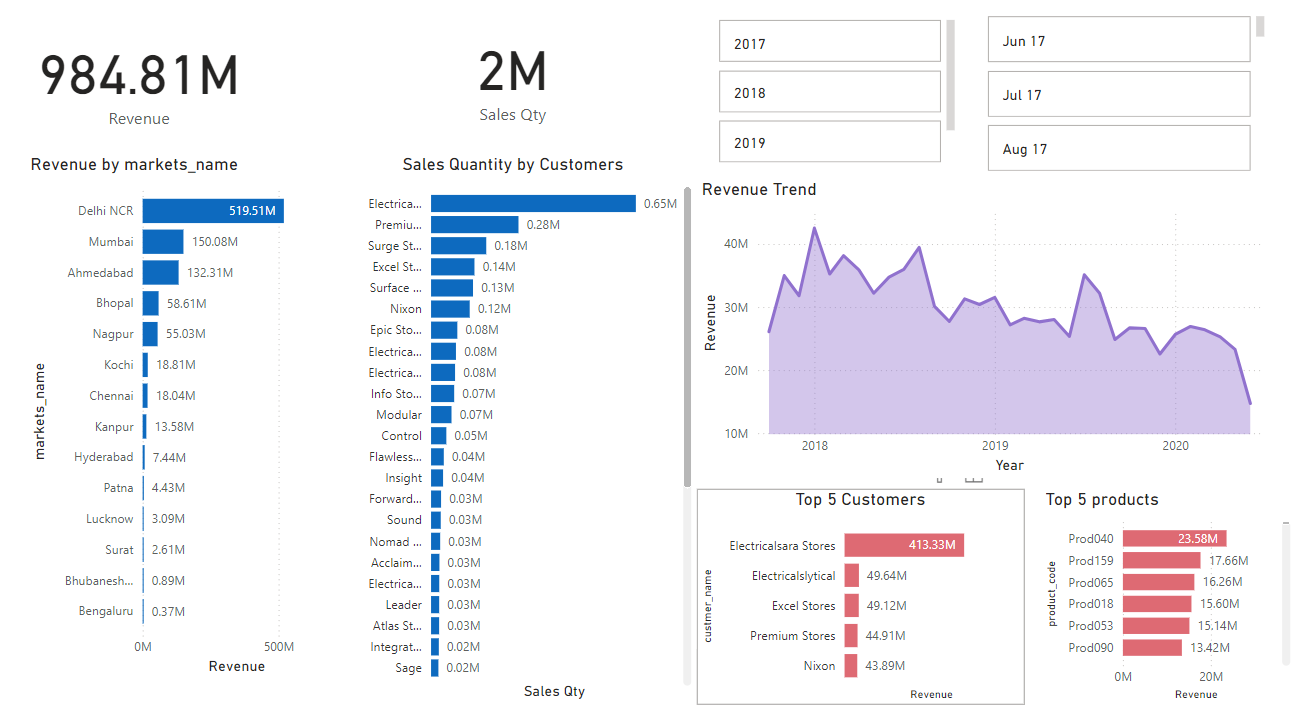 984.81M
Revenue
2M
Sales Qty
2017
2018
2019
Jun 17
Jul 17
Aug 17
Revenue by markets_name
markets_name
Delhi NCR 519.51M
Mumbai 150.08M
Ahmedabad 132.31M
Bhopal 58.61M
Nagpur 55.03M
Kochi 18.81M
Chennai 18.04M
Kanpur 13.58M
Hyderabad 7.44M
Patna 4.43M
Lucknow 3.09M
Surat 2.61M
Bhubanesh... 0.89M
Bengaluru 0.37M
0M 500M
Revenue
Sales Quantity by Customers
Electrica... 0.65M
Premiu... 0.28M
Surge St... 0.18M
Excel St... 0.14M
Surface ... 0.13M
Nixon 0.12M
Epic Sto... 0.08M
Electrica... 0.08M
Electrica... 0.08M
Info Sto... 0.07M
Modular 0.07M
Control 0.05M
Flawless... 0.04M
Insight 0.04M
Forward... 0.03M
Sound 0.03M
Nomad ... 0.03M
Acclaim... 0.03M
Electrica... 0.03M
Leader 0.03M
Atlas St... 0.03M
Integrat... 0.02M
Sage 0.02M
Sales Qty
Revenue Trend
Revenue
40M
30M
20M
10M
2018 2019 2020
Year
Top 5 Customers
custmer_name
Electricalsara Stores 413.33M
Electricalslytical 49.64M
Excel Stores 49.12M
Premium Stores 44.91M
Nixon 43.89M
Revenue
Top 5 products
product_code
Prod040 23.58M
Prod159 17.66M
Prod065 16.26M
Prod018 15.60M
Prod053 15.14M
Prod090 13.42M
0M 20M
Revenue